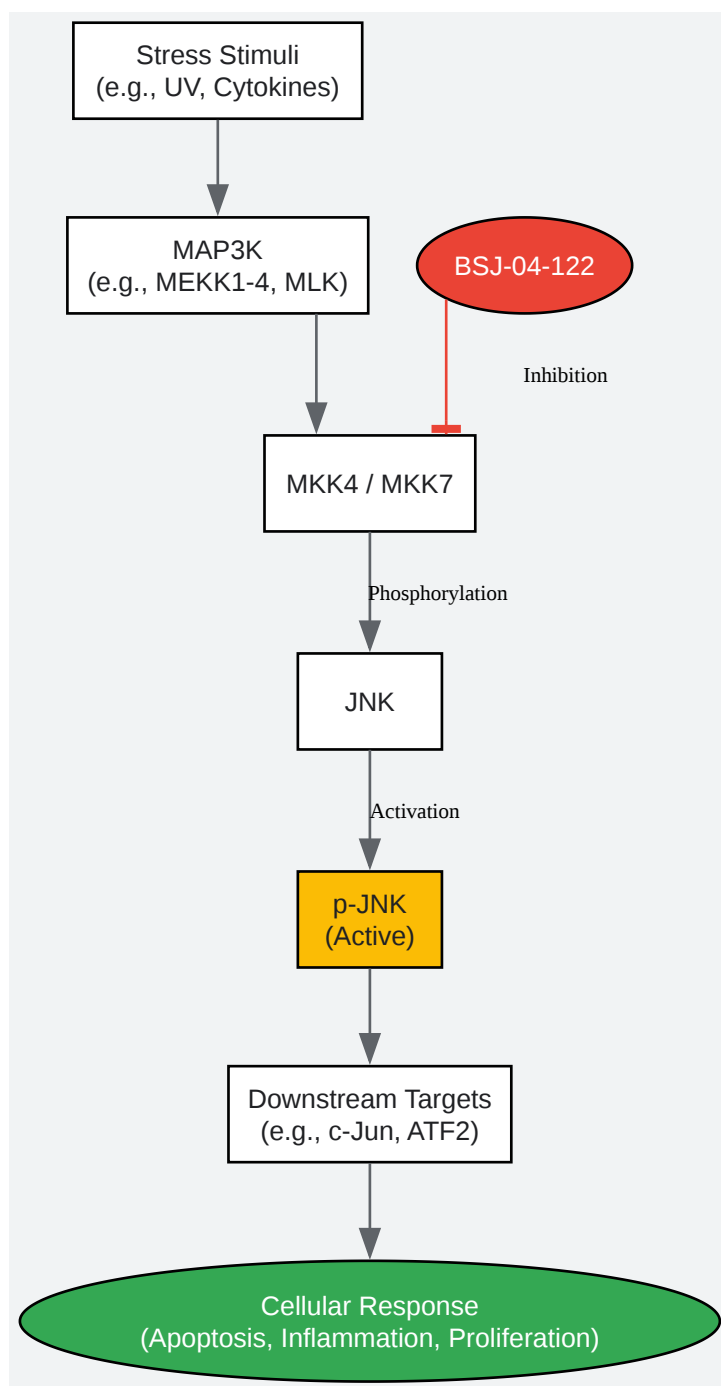 Stress Stimuli
(e.g., UV, Cytokines)
MAP3K
(e.g., MEKK1-4, MLK)
BSJ-04-122
Inhibition
MKK4 / MKK7
Phosphorylation
JNK
Activation
p-JNK
(Active)
Downstream Targets
(e.g., c-Jun, ATF2)
Cellular Response
(Apoptosis, Inflammation, Proliferation)